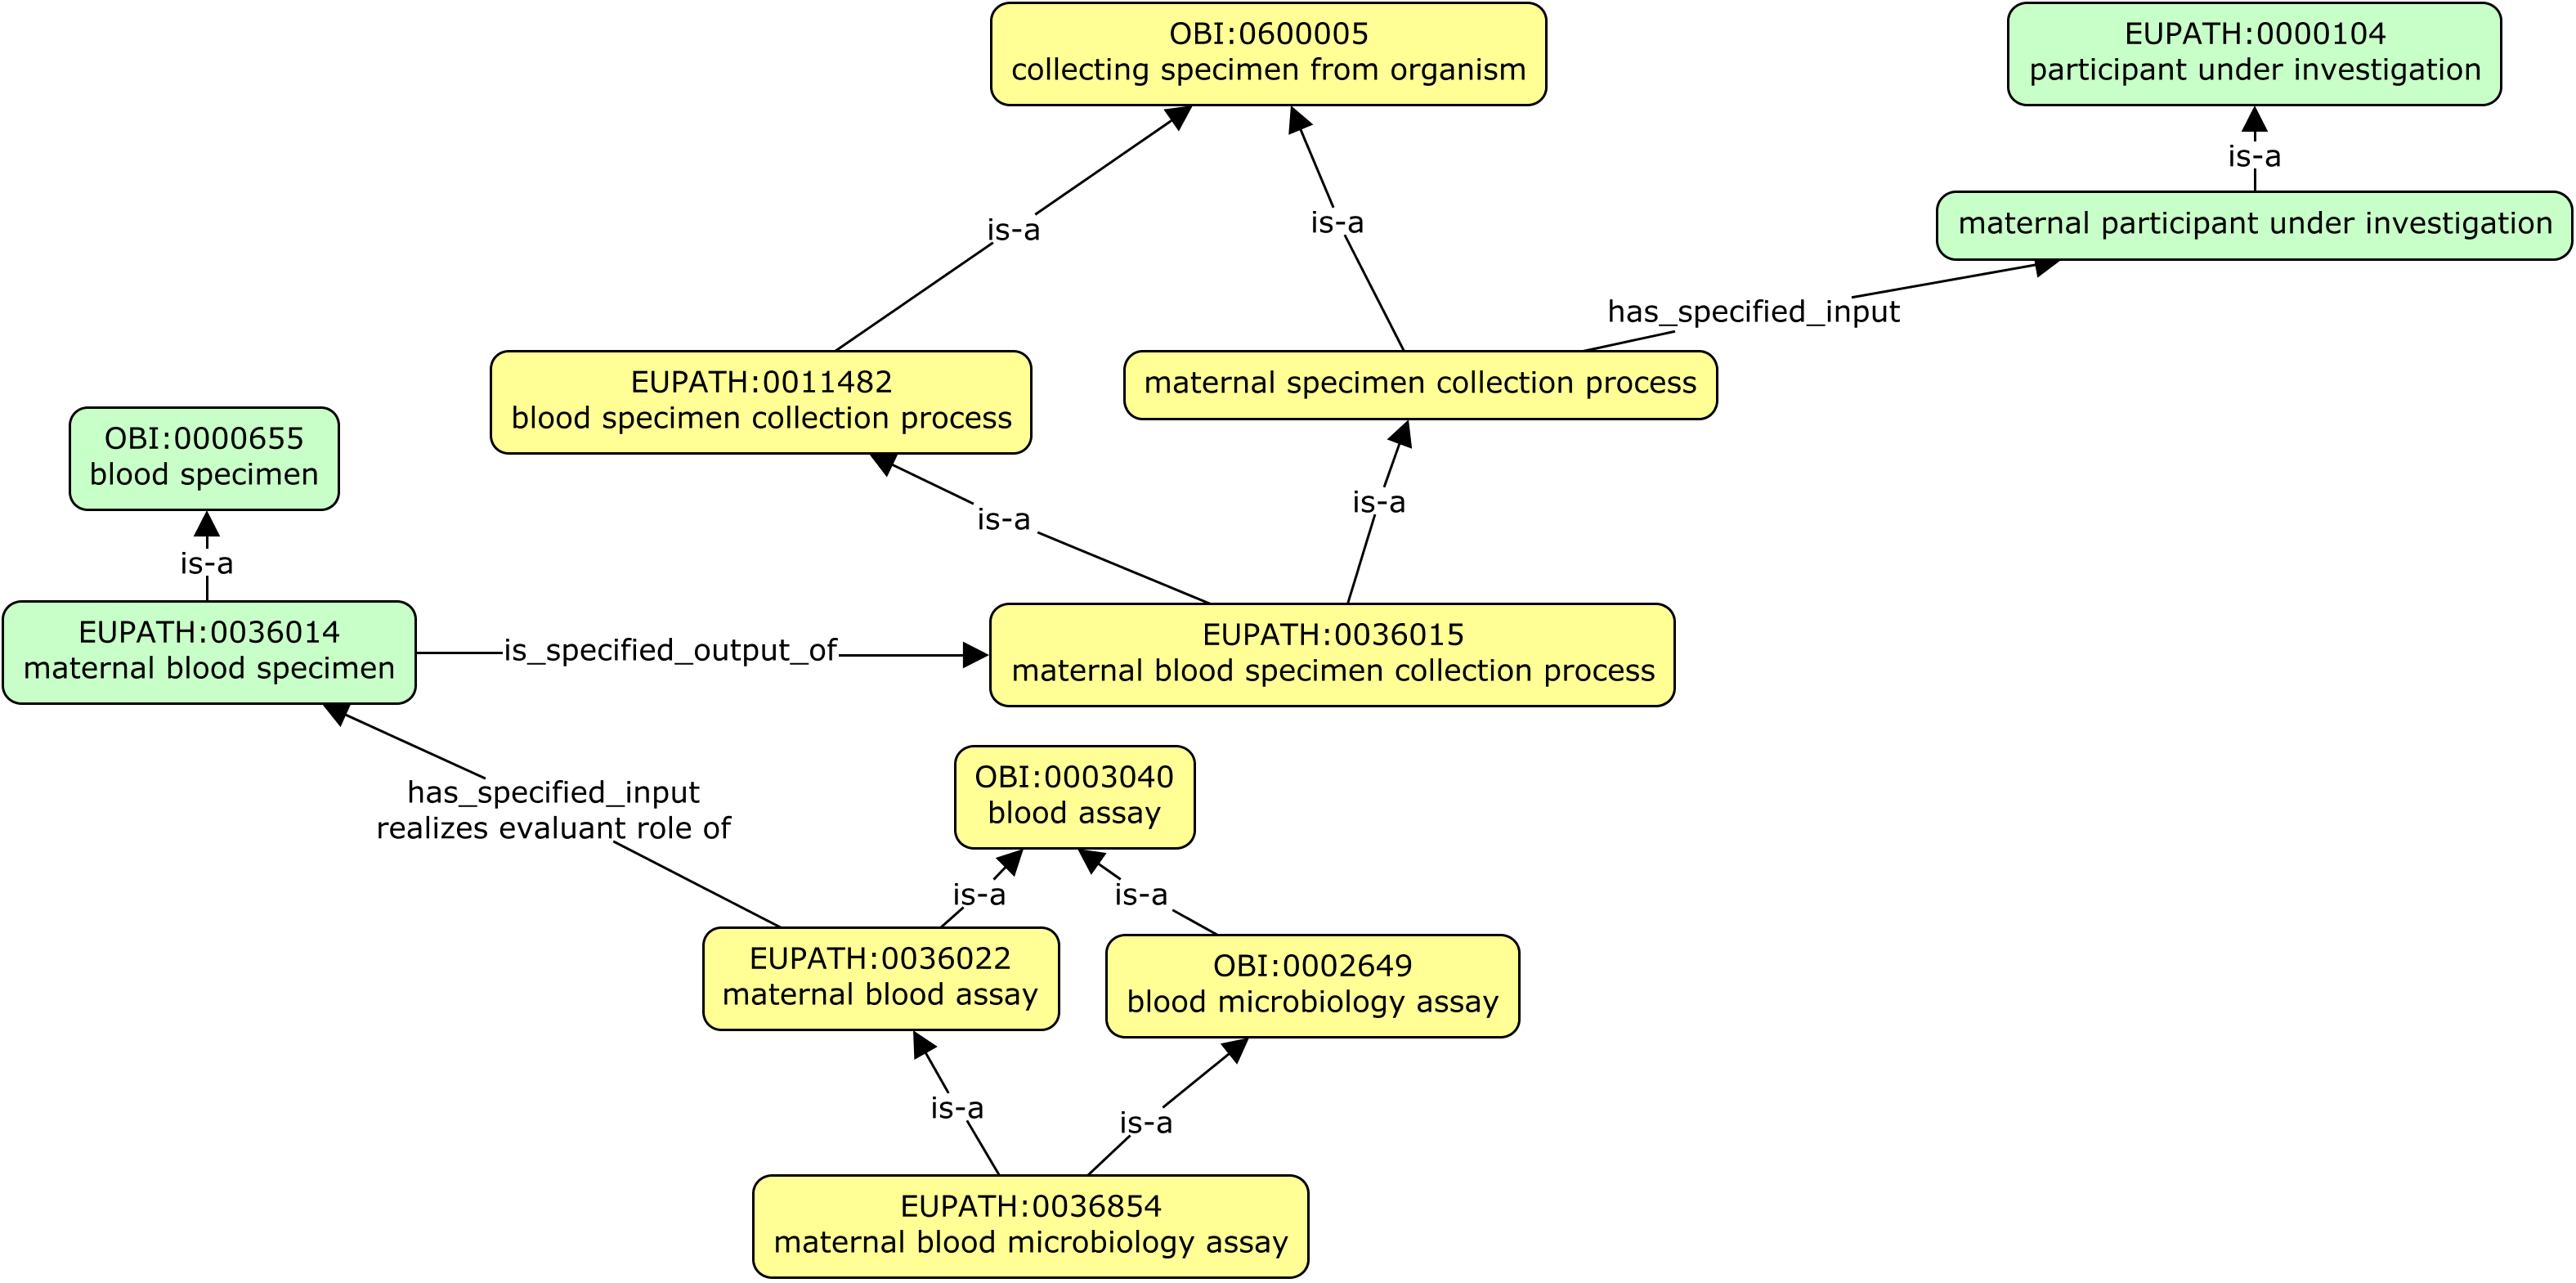 OBI:0600005
collecting specimen from organism
EUPATH:0000104
participant under investigation
is-a
maternal participant under investigation
is-a
is-a
has_specified_input
EUPATH:0011482
blood specimen collection process
maternal specimen collection process
OBI:0000655
blood specimen
is-a
is-a
is-a
EUPATH:0036014
maternal blood specimen
is_specified_output_of
EUPATH:0036015
maternal blood specimen collection process
has_specified_input
realizes evaluant role of
OBI:0003040
blood assay
is-a
is-a
EUPATH:0036022
maternal blood assay
OBI:0002649
blood microbiology assay
is-a
is-a
EUPATH:0036854
maternal blood microbiology assay